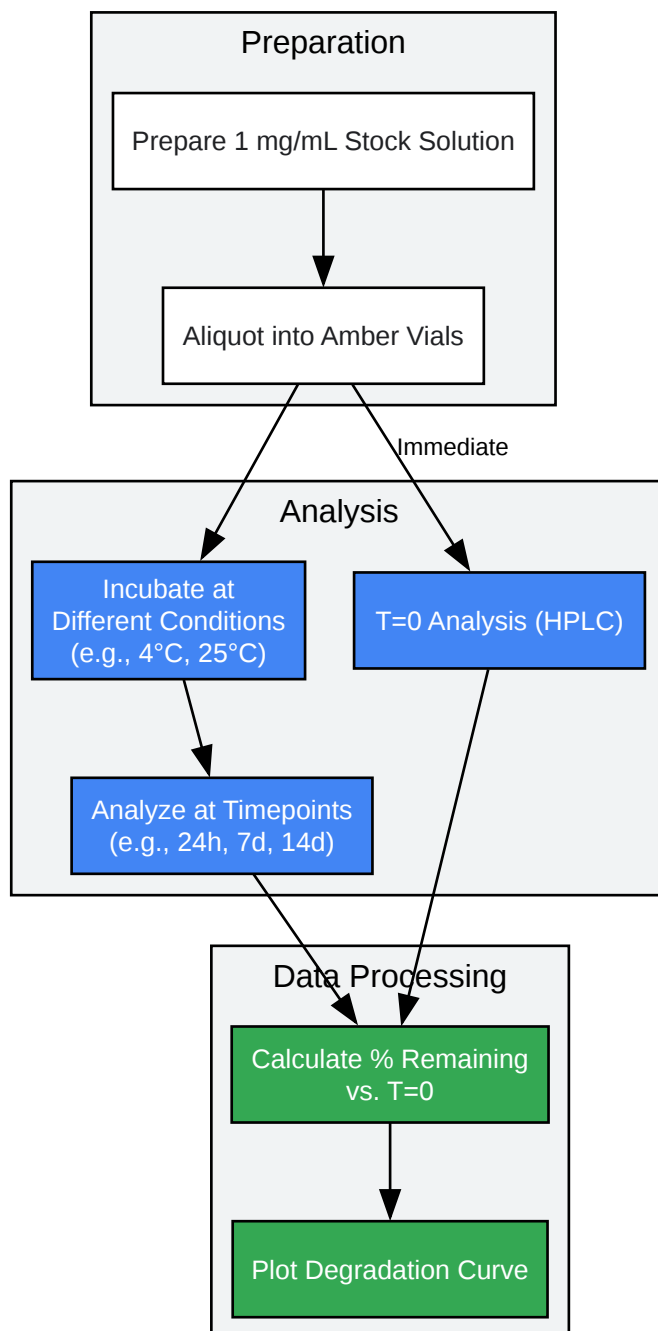 Preparation
Prepare 1 mg/mL Stock Solution
Aliquot into Amber Vials
Immediate
Analysis
Incubate at
Different Conditions
(e.g., 4°C, 25°C)
T=0 Analysis (HPLC)
Analyze at Timepoints
(e.g., 24h, 7d, 14d)
Data Processing
Calculate % Remaining
vs. T=0
Plot Degradation Curve